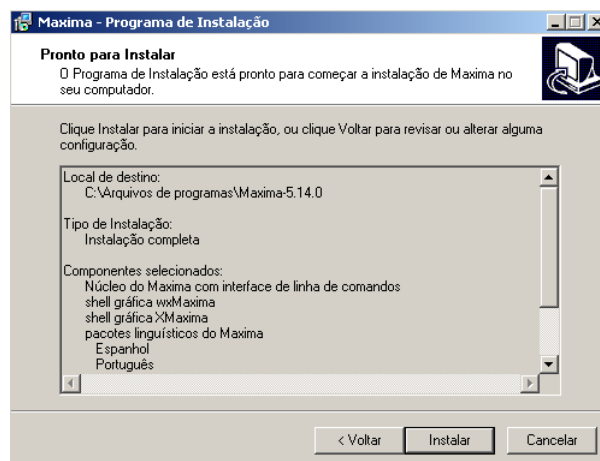 Maxima - Programa de Instalação
Pronto para Instalar
O Programa de Instalação está pronto para começar a instalação de Maxima no
seu computador.
Clique Instalar para iniciar a instalação, ou clique Voltar para revisar ou alterar alguma
configuração.
Local de destino:
C:\Arquivos de programas\Maxima-5.14.0
Tipo de Instalação:
Instalação completa
Componentes selecionados:
Núcleo do Maxima com interface de linha de comandos
shell gráfica wxMaxima
shell gráfica XMaxima
pacotes linguísticos do Maxima
Espanhol
Português
< Voltar
Instalar
Cancelar